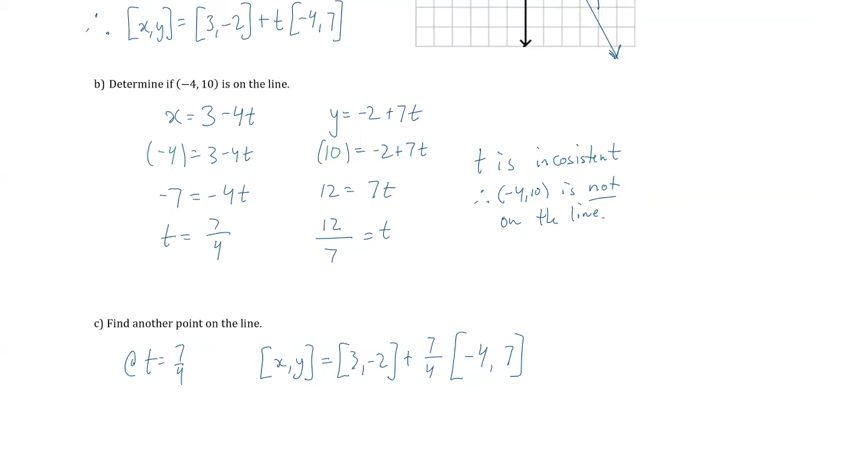 ∴ [x,y] = [3,-2] + t[-4,7]
b) Determine if (−4, 10) is on the line.
x = 3 - 4t y = -2 + 7t
(-4) = 3 - 4t (10) = -2 + 7t
-7 = -4t 12 = 7t
t = 7/4 12/7 = t
t is incosistent
∴ (-4,10) is not
on the line.
c) Find another point on the line.
@ t = 7/4 [x,y] = [3,-2] + 7/4 [-4, 7]